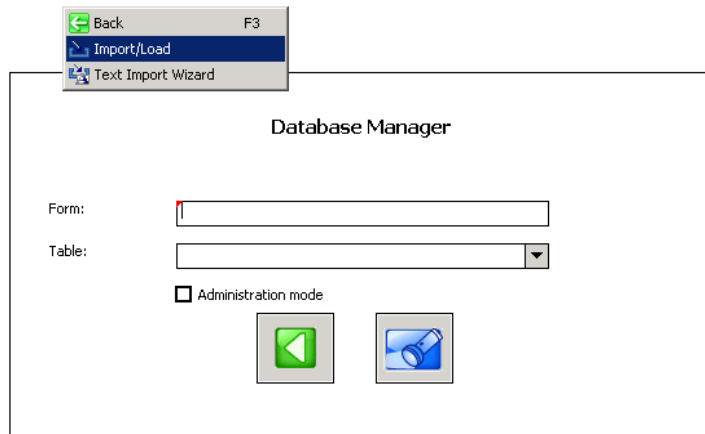 Back F3
Import/Load
Text Import Wizard
Database Manager
Form:
Table:
Administration mode